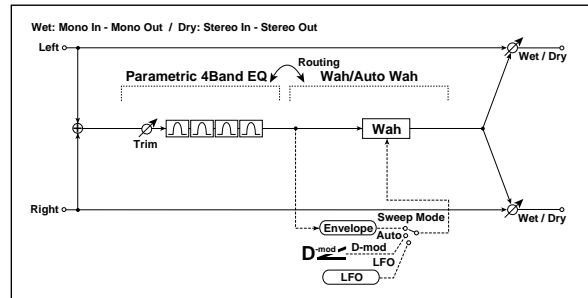 Wet: Mono In - Mono Out / Dry: Stereo In - Stereo Out
Left
Wet / Dry
Routing
Parametric 4Band EQ
Wah/Auto Wah
Trim
Wah
Right
Wet / Dry
Sweep Mode
Envelope
Auto
D-mod
D-mod
LFO
LFO